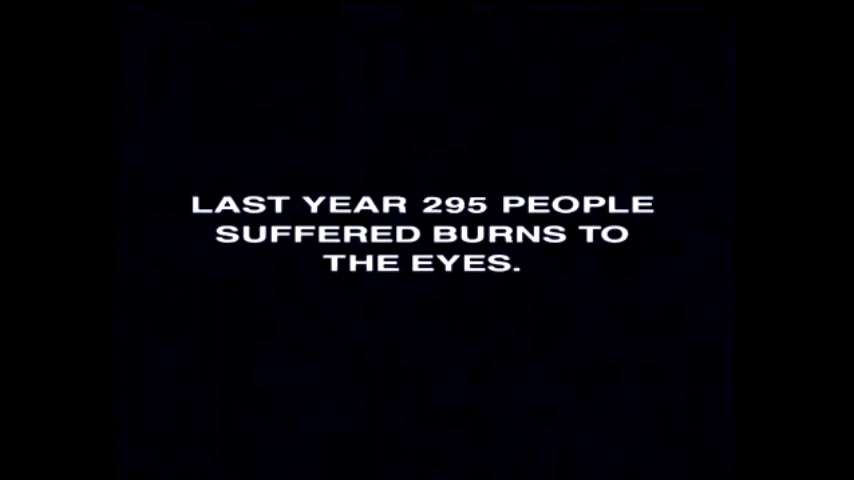 LAST YEAR 295 PEOPLE
SUFFERED BURNS TO
THE EYES.